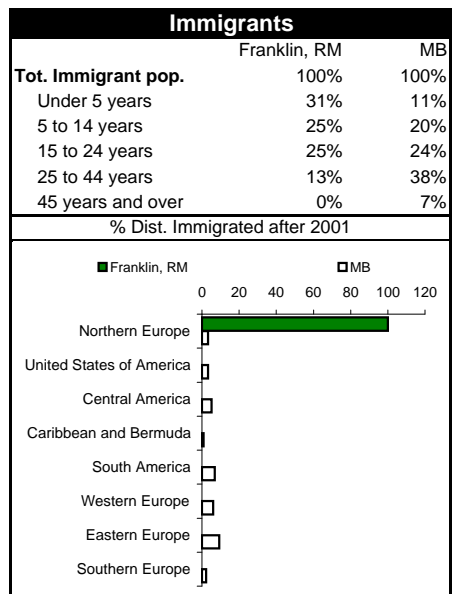 Immigrants
Franklin, RM MB
Tot. Immigrant pop. 100% 100%
Under 5 years 31% 11%
5 to 14 years 25% 20%
15 to 24 years 25% 24%
25 to 44 years 13% 38%
45 years and over 0% 7%
% Dist. Immigrated after 2001
Franklin, RM MB
0 20 40 60 80 100 120
Northern Europe
United States of America
Central America
Caribbean and Bermuda
South America
Western Europe
Eastern Europe
Southern Europe